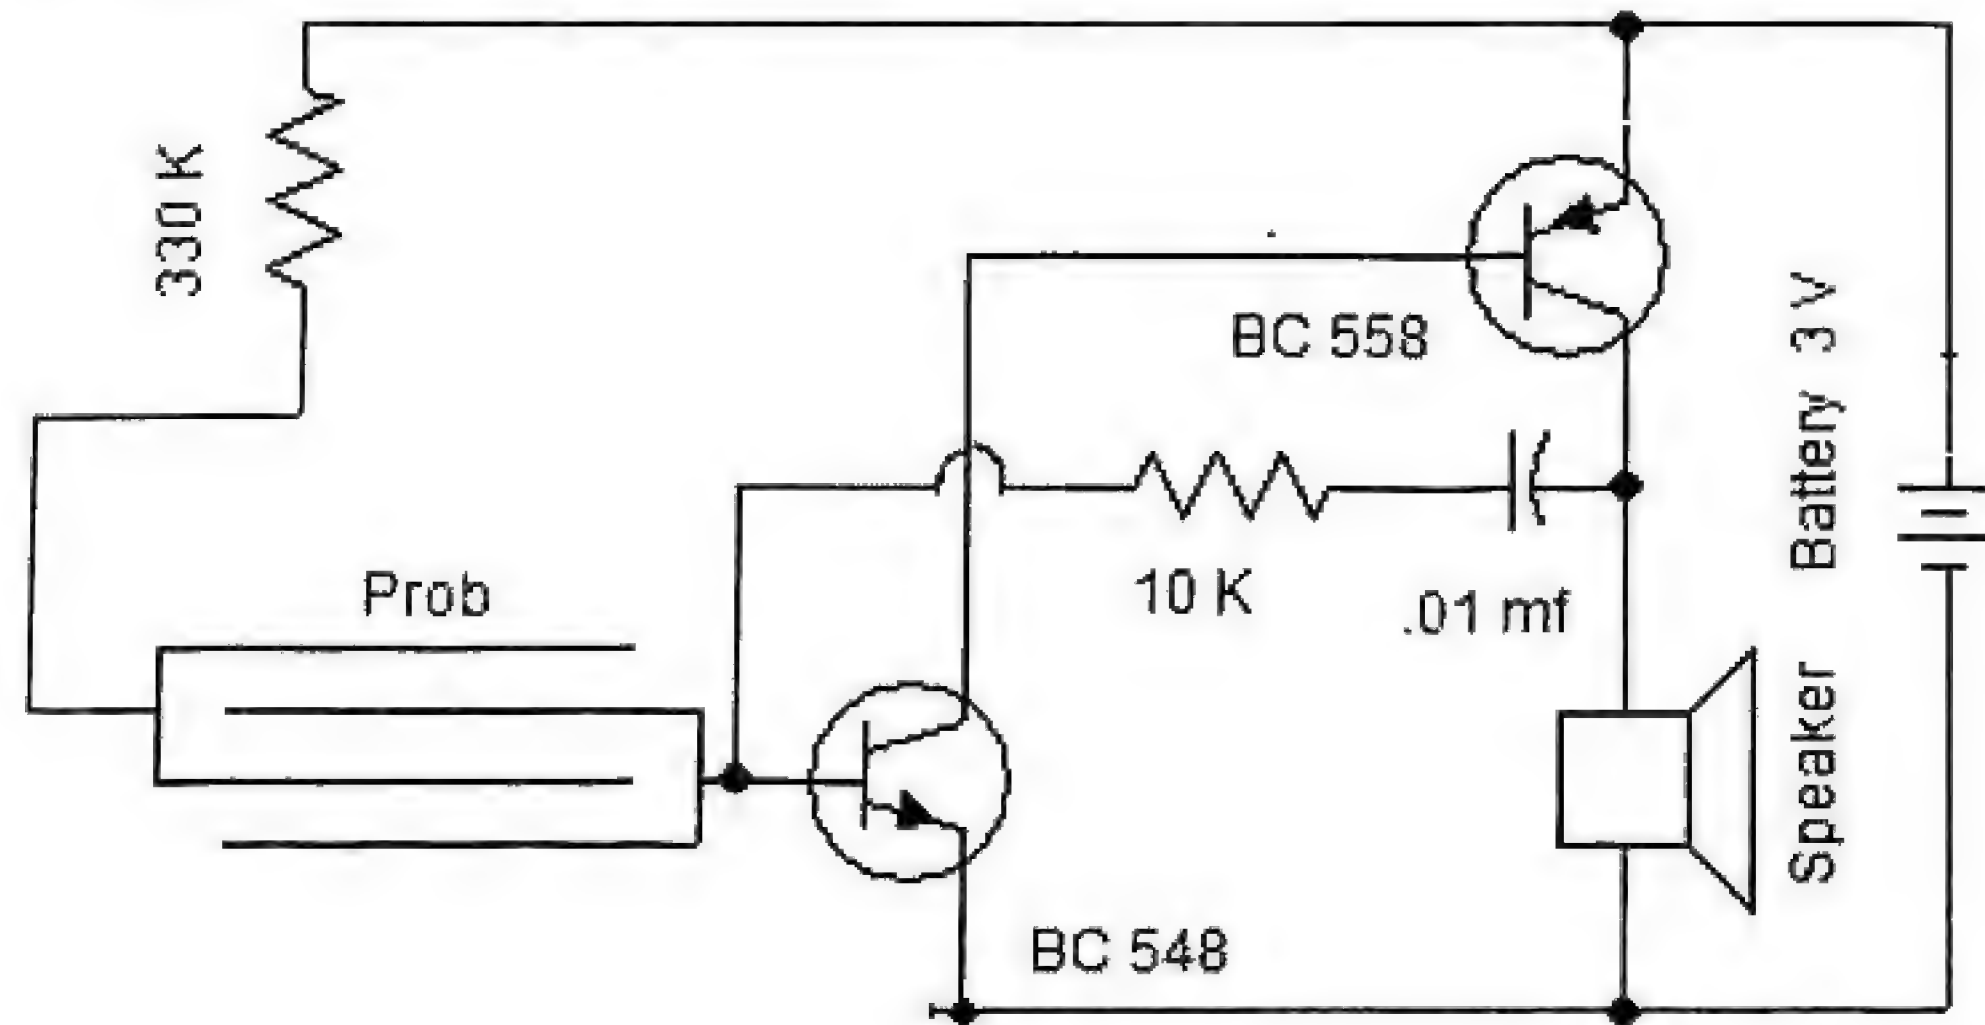 330 K
BC 558
Battery 3 V
Prob
10 K
.01 mf
Speaker
BC 548